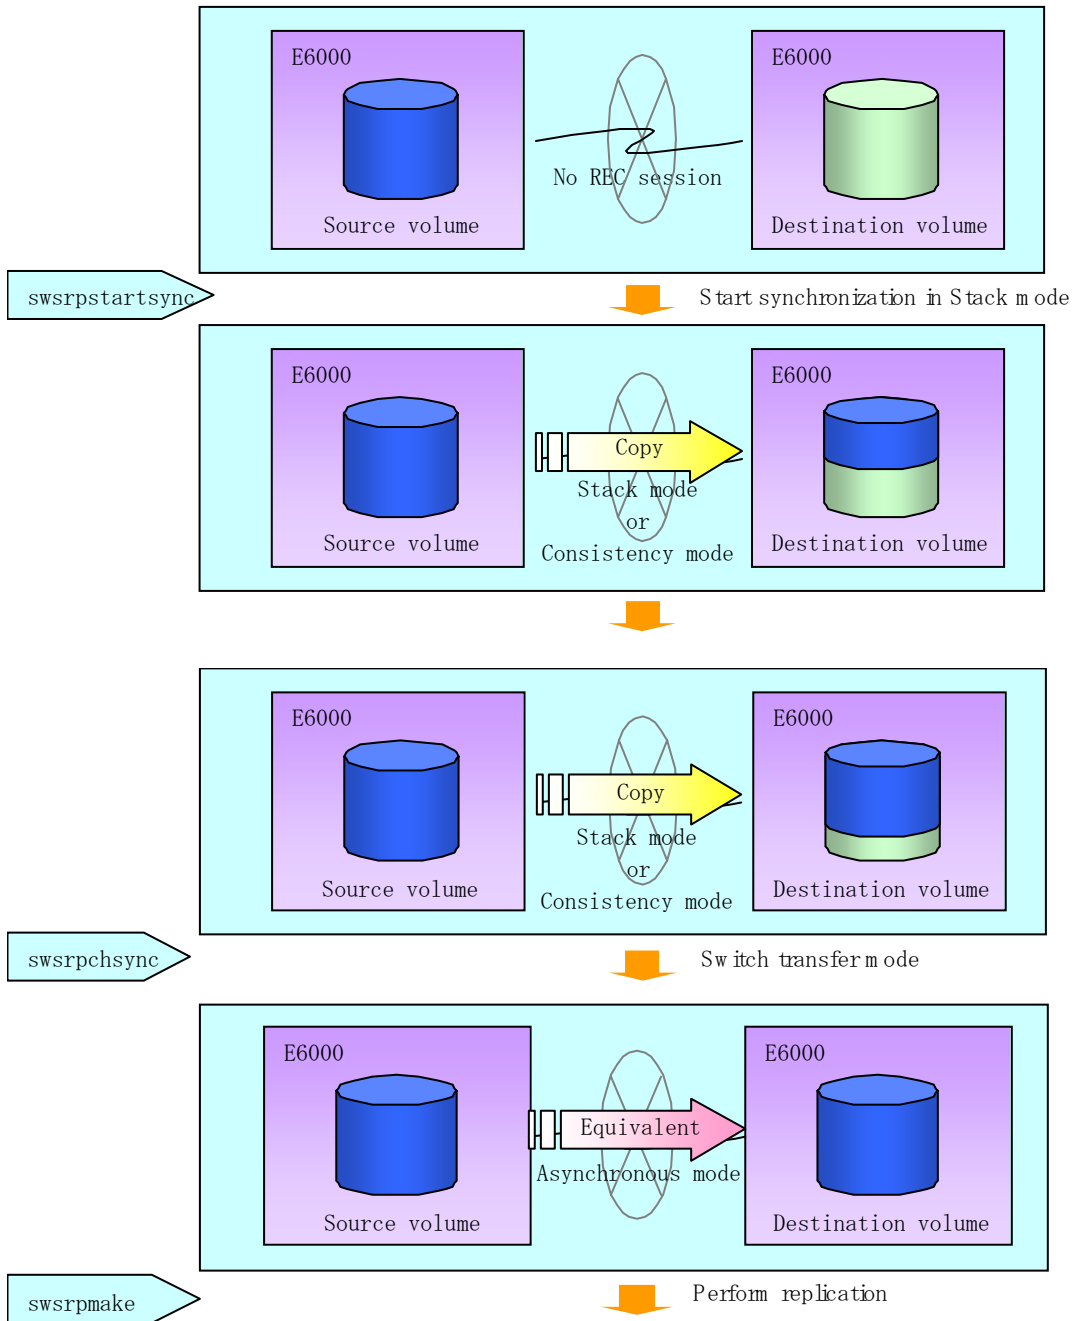 E6000
E6000
No REC session
Source volume
Destination volume
swsrpstartsync
Start synchronization in Stack mode
E6000
E6000
Copy
Stack mode
or
Consistency mode
Source volume
Destination volume
E6000
E6000
Copy
Stack mode
or
Consistency mode
Source volume
Destination volume
swsrpchsync
Switch transfer mode
E6000
E6000
Equivalent
Asynchronous mode
Source volume
Destination volume
swsrpmake
Perform replication